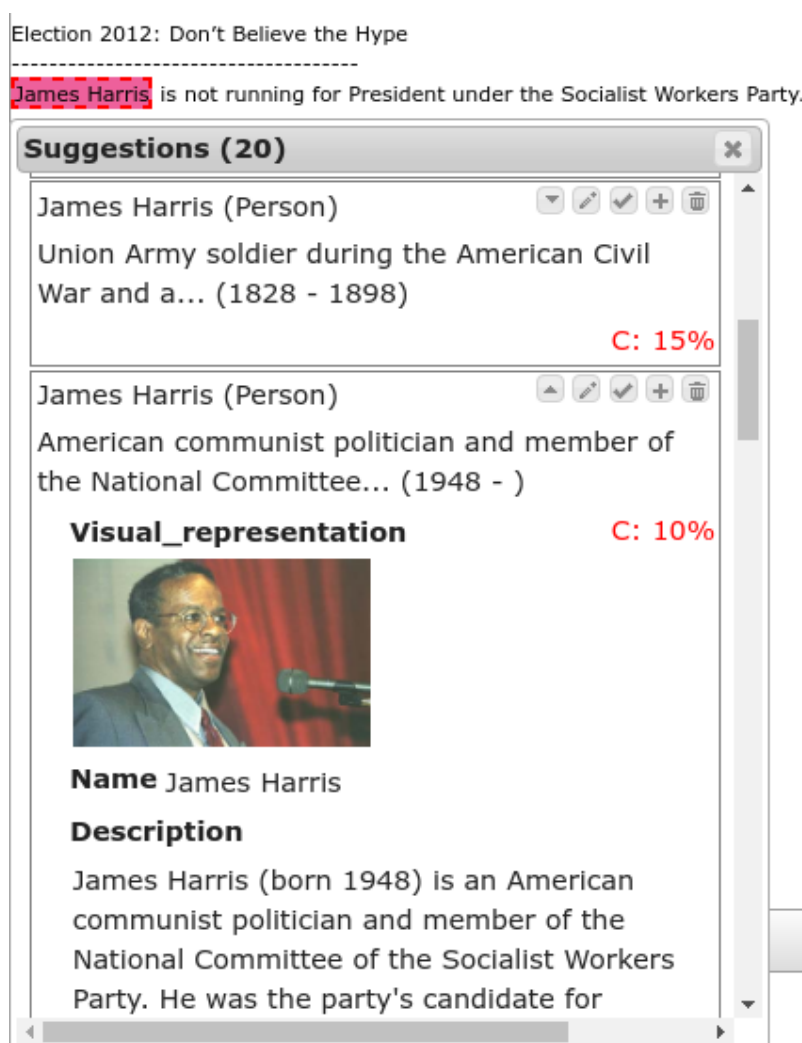 Election 2012: Don’t Believe the Hype
-------------------------------------
James Harris is not running for President under the Socialist Workers Party.
Suggestions (20)
James Harris (Person)
Union Army soldier during the American Civil
War and a... (1828 - 1898)
C: 15%
James Harris (Person)
American communist politician and member of
the National Committee... (1948 - )
Visual_representation C: 10%
Name James Harris
Description
James Harris (born 1948) is an American
communist politician and member of the
National Committee of the Socialist Workers
Party. He was the party's candidate for